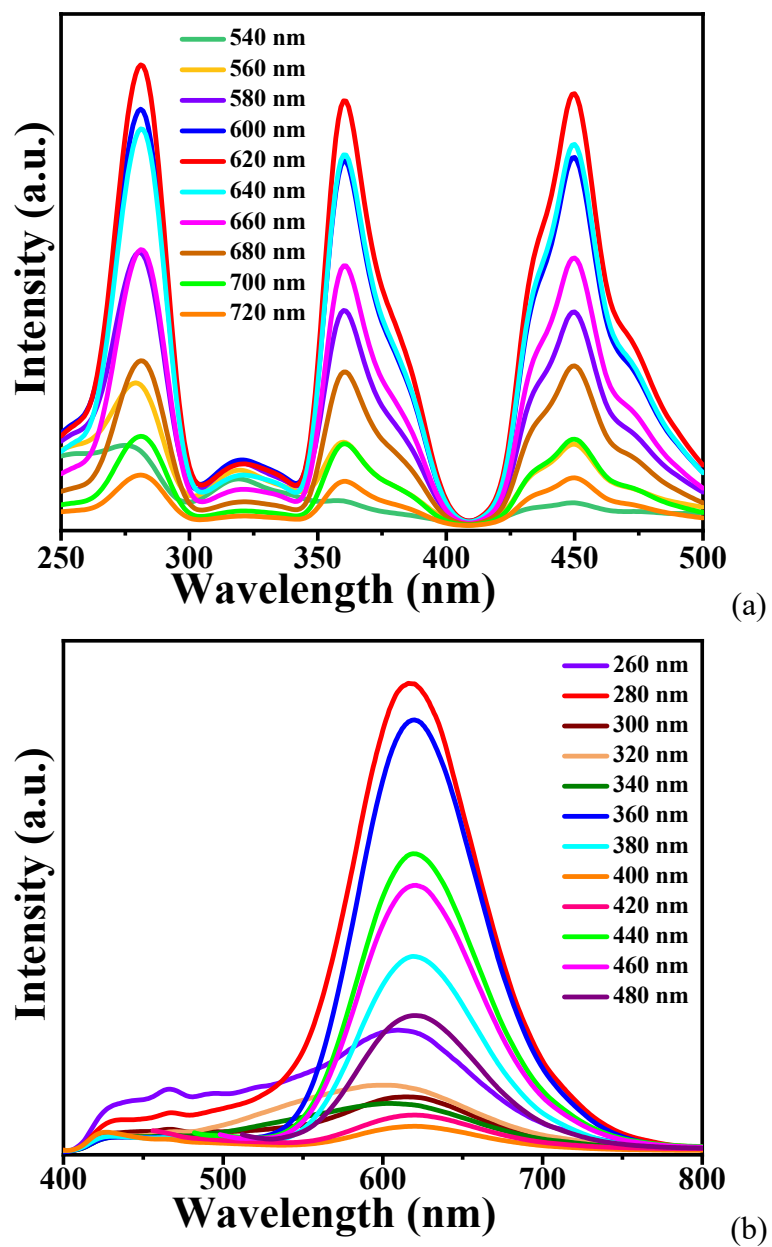 540 nm
560 nm
580 nm
600 nm
620 nm
640 nm
660 nm
680 nm
700 nm
720 nm
Intensity (a.u.)
250 300 350 400 450 500
Wavelength (nm)
(a)
260 nm
280 nm
300 nm
320 nm
340 nm
360 nm
380 nm
400 nm
420 nm
440 nm
460 nm
480 nm
Intensity (a.u.)
400 500 600 700 800
Wavelength (nm)
(b)